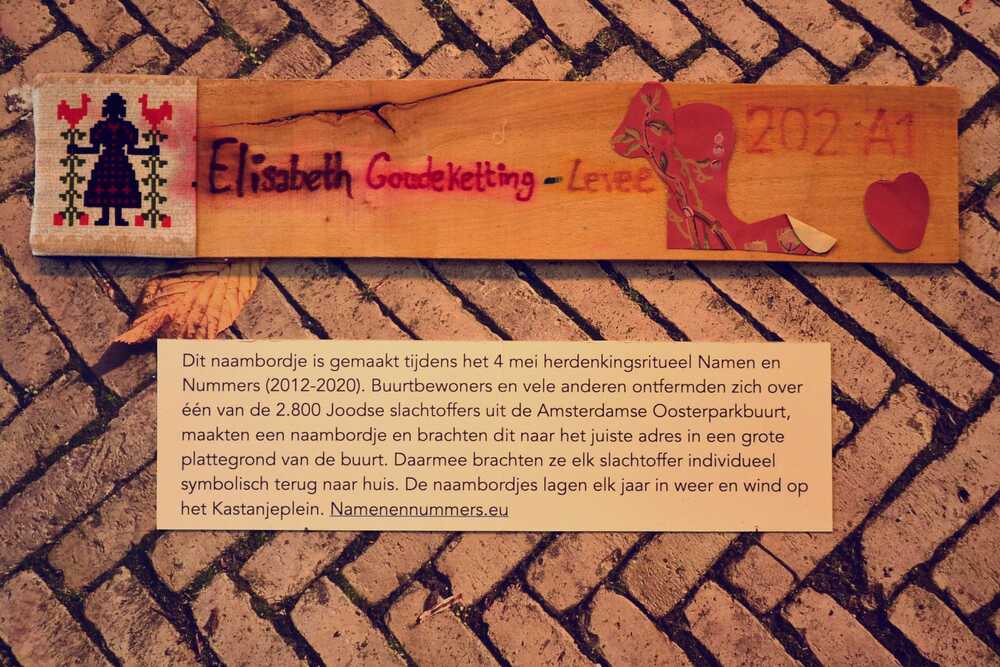 Elisabeth Goudeketting - Levee
202-A1
Dit naambordje is gemaakt tijdens het 4 mei herdenkingsritueel Namen en
Nummers (2012-2020). Buurtbewoners en vele anderen ontfermden zich over
één van de 2.800 Joodse slachtoffers uit de Amsterdamse Oosterparkbuurt,
maakten een naambordje en brachten dit naar het juiste adres in een grote
plattegrond van de buurt. Daarmee brachten ze elk slachtoffer individueel
symbolisch terug naar huis. De naambordjes lagen elk jaar in weer en wind op
het Kastanjeplein. Namenennummers.eu